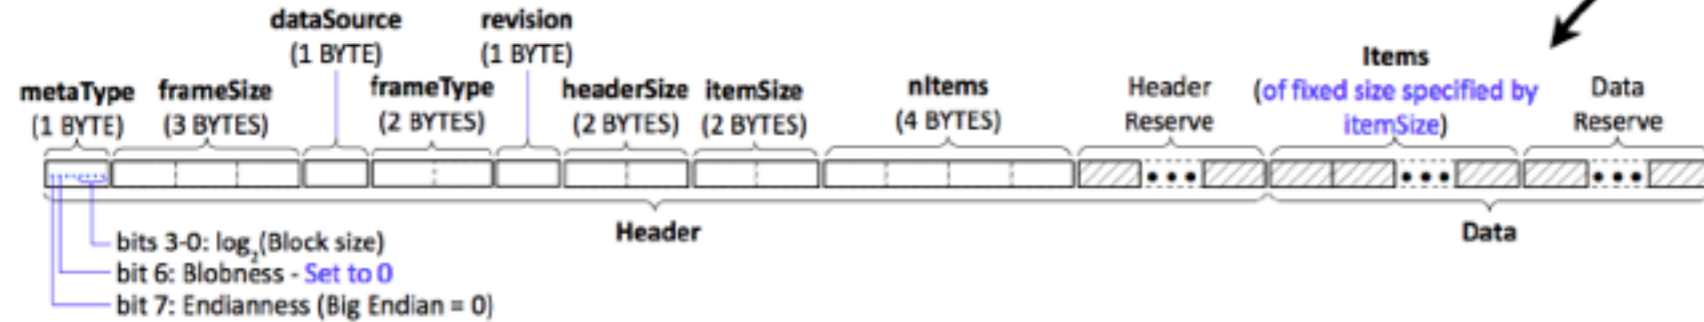 dataSource
(1 BYTE)
revision
(1 BYTE)
metaType
(1 BYTE)
frameSize
(3 BYTES)
frameType
(2 BYTES)
headerSize
(2 BYTES)
itemSize
(2 BYTES)
nItems
(4 BYTES)
Header
Reserve
Items
(of fixed size specified by
itemSize)
Data
Reserve
Header
Data
bits 3-0: log2(Block size)
bit 6: Blobness - Set to 0
bit 7: Endianness (Big Endian = 0)